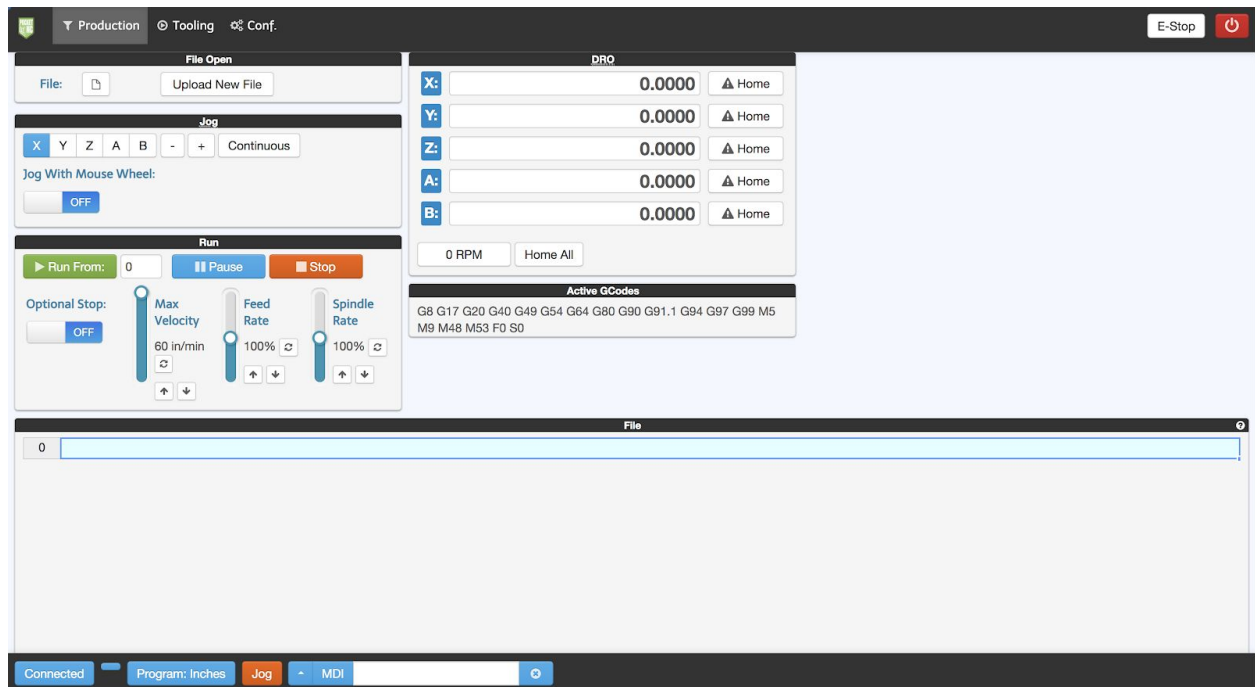 Production Tooling Conf. E-Stop
File Open
File: Upload New File
Jog
X Y Z A B - + Continuous
Jog With Mouse Wheel:
OFF
Run
Run From: 0 Pause Stop
Optional Stop:
OFF
Max
Velocity
60 in/min
Feed
Rate
100%
Spindle
Rate
100%
DRO
X: 0.0000 Home
Y: 0.0000 Home
Z: 0.0000 Home
A: 0.0000 Home
B: 0.0000 Home
0 RPM Home All
Active GCodes
G8 G17 G20 G40 G49 G54 G64 G80 G90 G91.1 G94 G97 G99 M5
M9 M48 M53 F0 S0
File
0
Connected Program: Inches Jog MDI